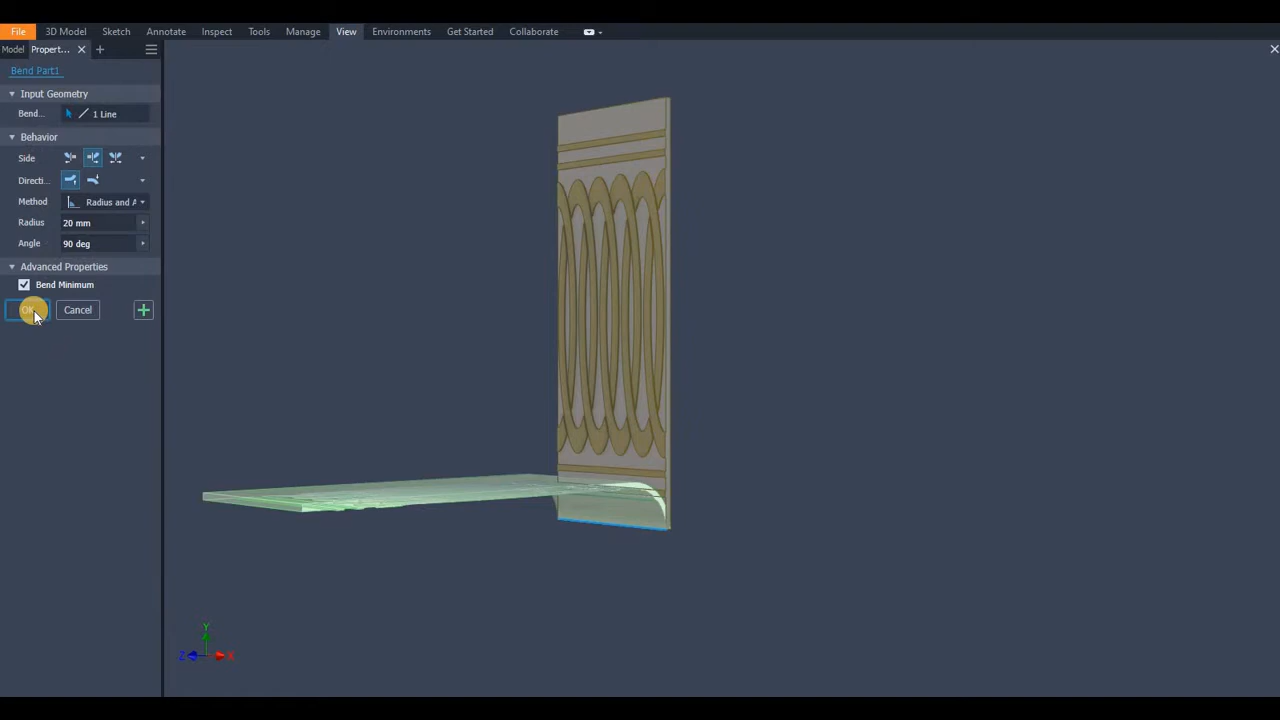 File 3D Model Sketch Annotate Inspect Tools Manage View Environments Get Started Collaborate
Model Propert...
Bend Part1
Input Geometry
Bend... 1 Line
Behavior
Side
Directi...
Method Radius and A
Radius 20 mm
Angle 90 deg
Advanced Properties
Bend Minimum
OK Cancel
Y
Z X